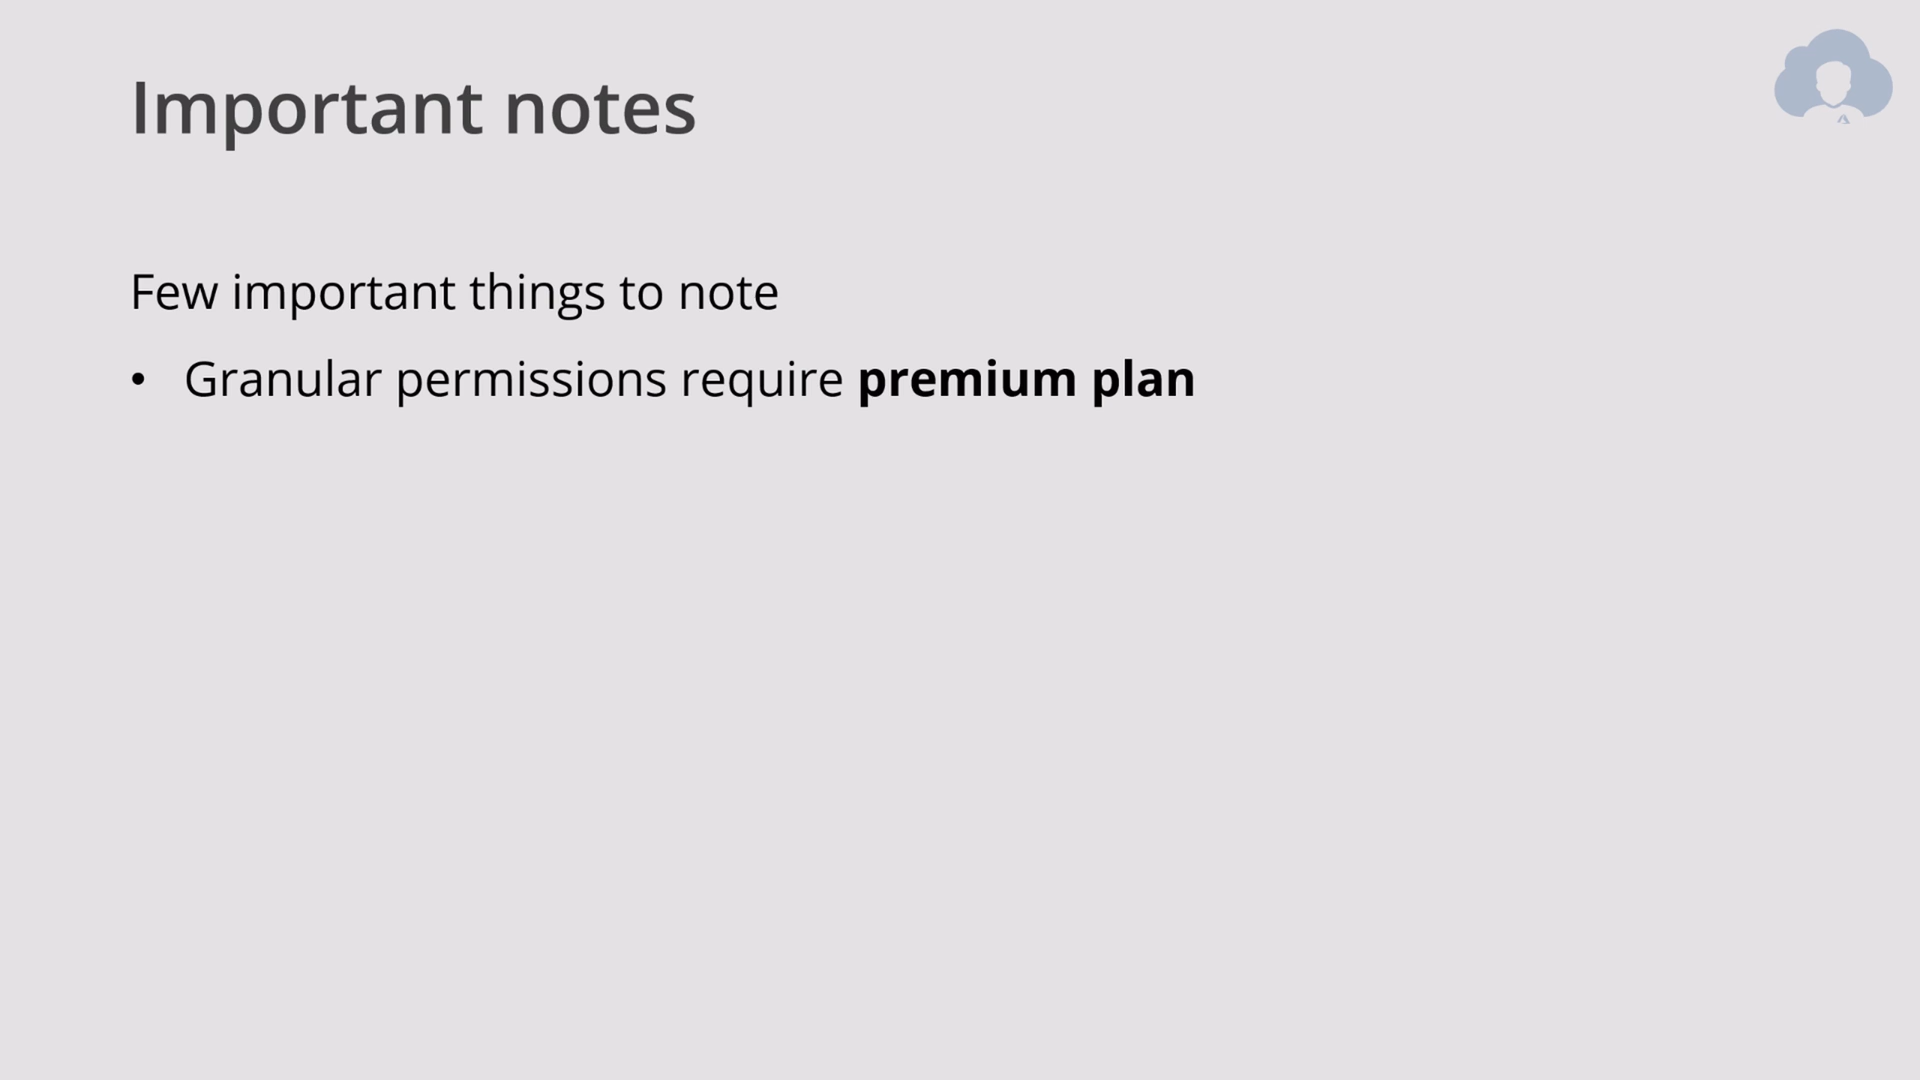 Important notes
Few important things to note
• Granular permissions require premium plan